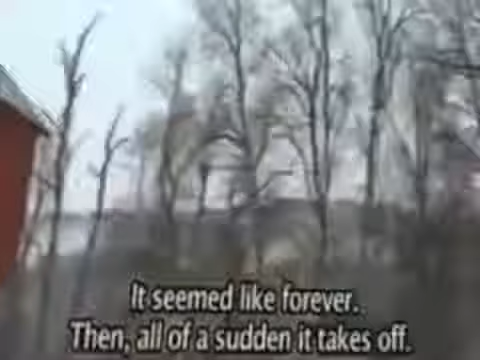 It seemed like forever..
Then, all of a sudden it takes off.